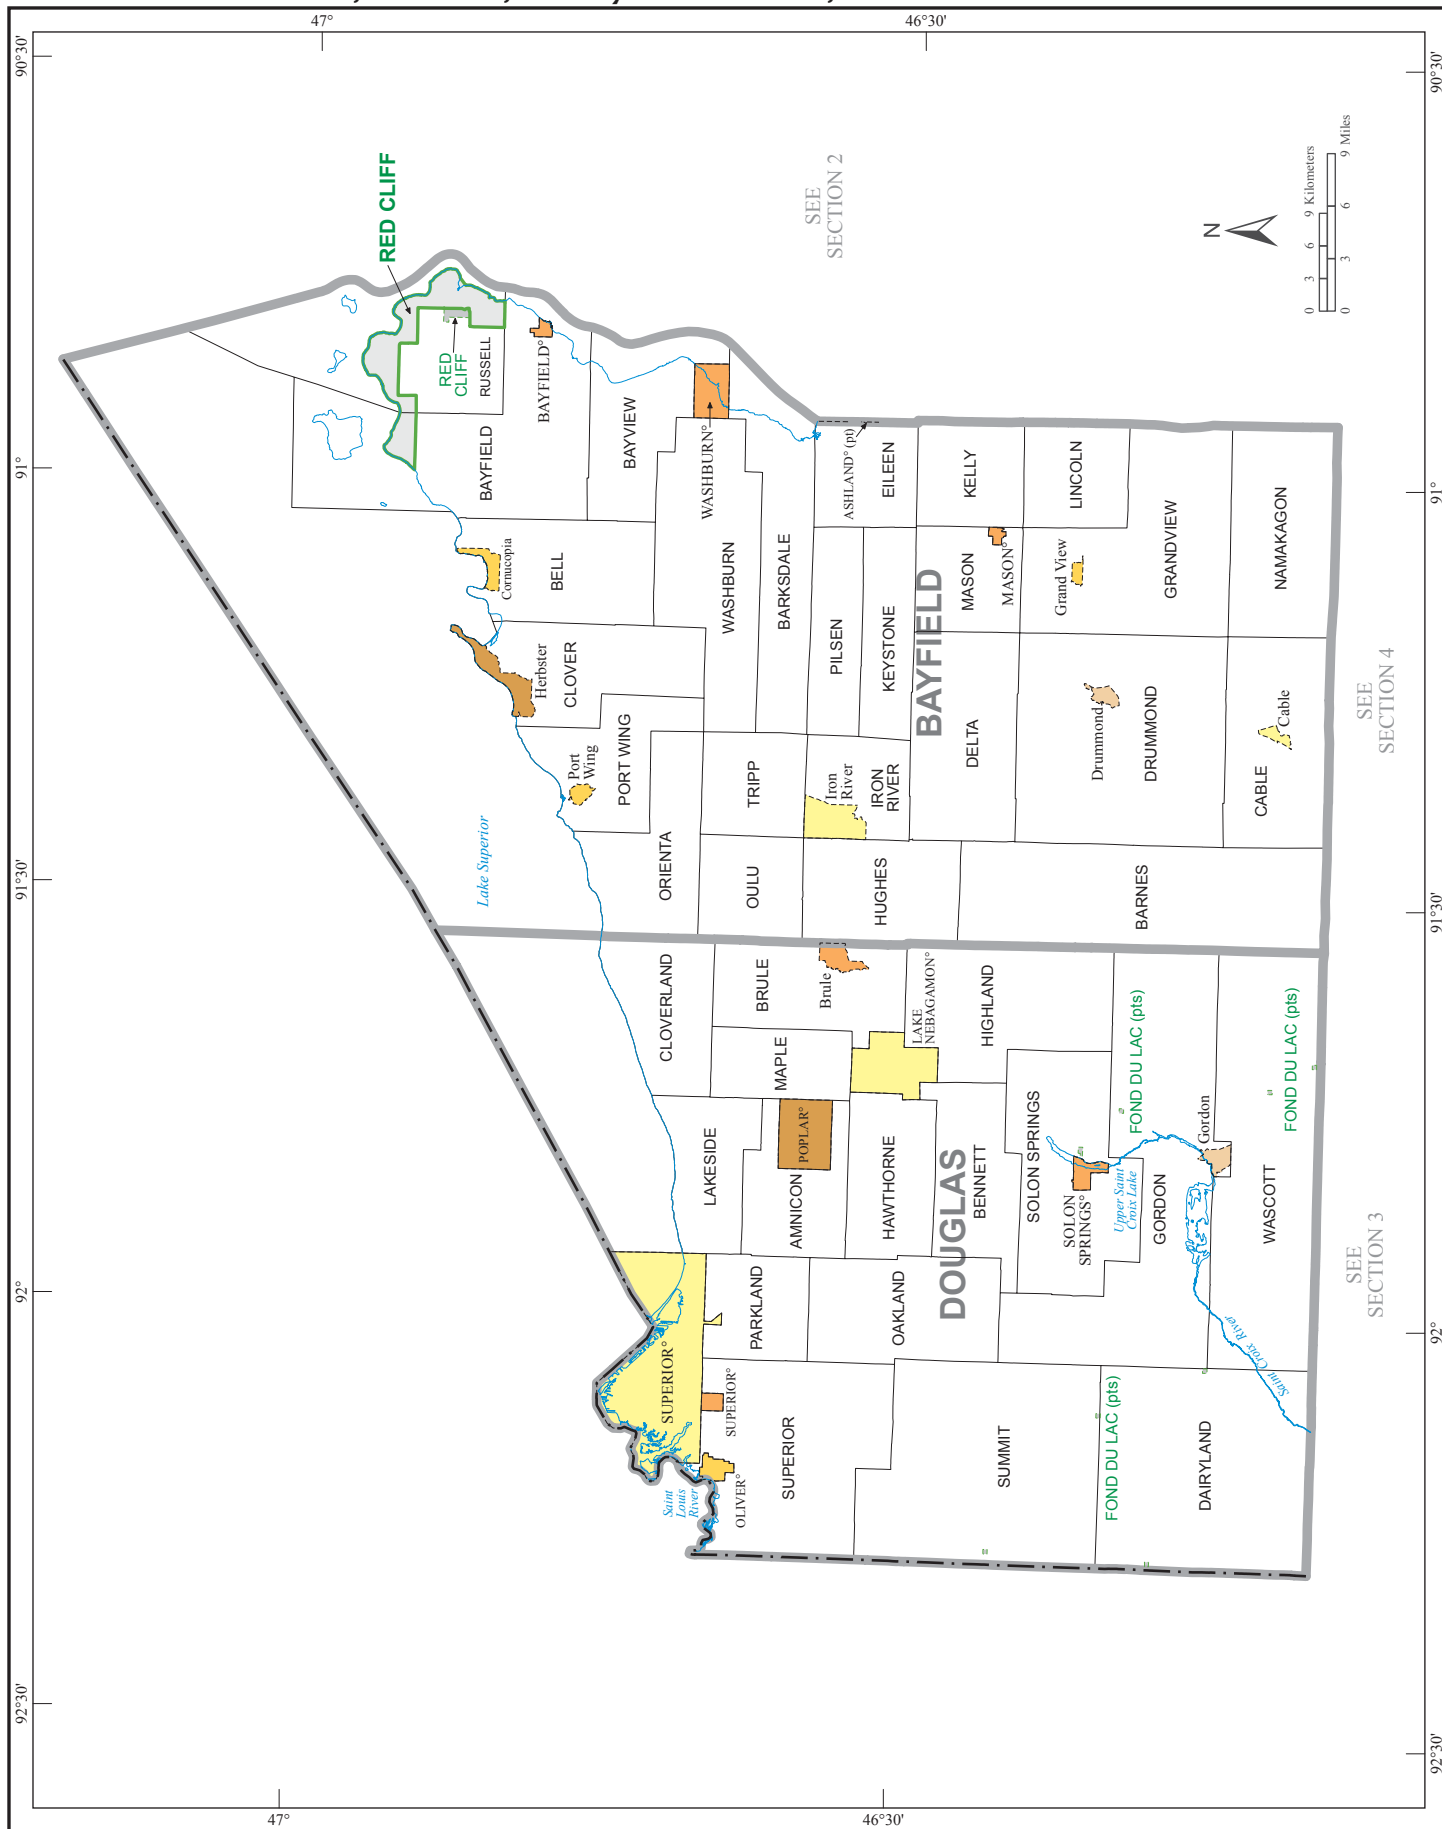 47°
46°30'
90°30'
90°30'
91°
91°
91°30'
91°30'
92°
92°
92°30'
92°30'
47°
46°30'
SEE
SECTION 2
N
0 3 6 9 Kilometers
0 3 6 9 Miles
RED CLIFF
RED
CLIFF
RUSSELL
BAYFIELD°
BAYFIELD
BAYVIEW
WASHBURN°
ASHLAND° (pt)
EILEEN
KELLY
LINCOLN
Cornucopia
BELL
WASHBURN
BARKSDALE
PILSEN
KEYSTONE
MASON
MASON°
Grand View
GRANDVIEW
NAMAKAGON
BAYFIELD
Herbster
CLOVER
Port
Wing
PORT WING
TRIPP
Iron
River
IRON
RIVER
DELTA
Drummond
DRUMMOND
Cable
CABLE
SEE
SECTION 4
Lake Superior
ORIENTA
OULU
HUGHES
BARNES
CLOVERLAND
BRULE
Brule
LAKE
NEBAGAMON°
HIGHLAND
MAPLE
FOND DU LAC (pts)
FOND DU LAC (pts)
LAKESIDE
POPLAR°
AMNICON
HAWTHORNE
BENNETT
SOLON SPRINGS
SOLON
SPRINGS°
Upper Saint
Croix Lake
GORDON
Gordon
WASCOTT
DOUGLAS
SUPERIOR°
PARKLAND
OAKLAND
Saint Croix River
SEE
SECTION 3
SUPERIOR°
SUPERIOR
SUMMIT
FOND DU LAC (pts)
DAIRYLAND
Saint
Louis
River
OLIVER°